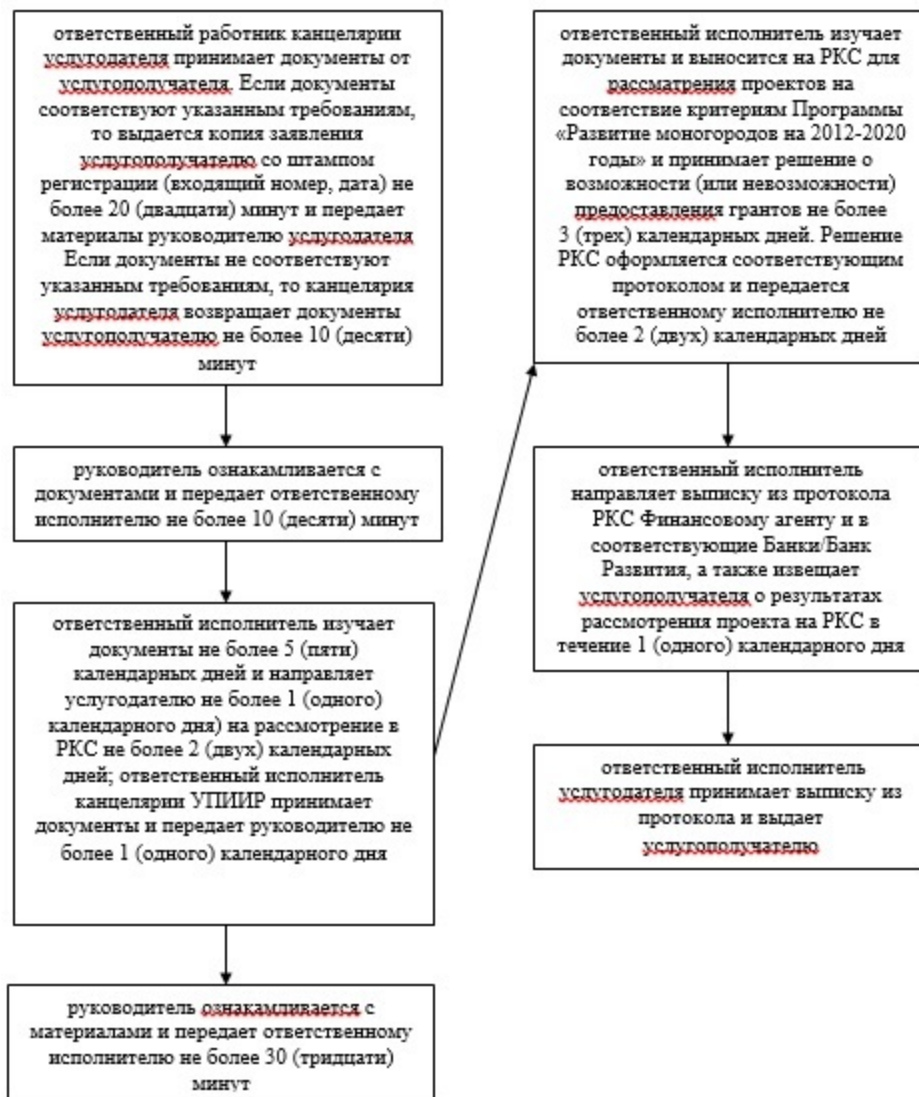 ответственный работник канцелярии
услугодателя принимает документы от
услугополучателя. Если документы
соответствуют указанным требованиям,
то выдается копия заявления
услугополучателю со штампом
регистрации (входящий номер, дата) не
более 20 (двадцати) минут и передает
материалы руководителю услугодателя
Если документы не соответствуют
указанным требованиям, то канцелярия
услугодателя возвращает документы
услугополучателю не более 10 (десяти)
минут
руководитель ознакамливается с
документами и передает ответственному
исполнителю не более 10 (десяти) минут
ответственный исполнитель изучает
документы не более 5 (пяти)
календарных дней и направляет
услугодателю не более 1 (одного)
календарного дня) на рассмотрение в
РКС не более 2 (двух) календарных
дней; ответственный исполнитель
канцелярии УПИИР принимает
документы и передает руководителю не
более 1 (одного) календарного дня
руководитель ознакамливается с
материалами и передает ответственному
исполнителю не более 30 (тридцати)
минут
ответственный исполнитель изучает
документы и выносится на РКС для
рассматрения проектов на
соответствие критериям Программы
«Развитие моногородов на 2012-2020
годы» и принимает решение о
возможности (или невозможности)
предоставления грантов не более
3 (трех) календарных дней. Решение
РКС оформляется соответствующим
протоколом и передается
ответственному исполнителю не
более 2 (двух) календарных дней
ответственный исполнитель
направляет выписку из протокола
РКС Финансовому агенту и в
соответствующие Банки/Банк
Развития, а также извещает
услугополучателя о результатах
рассмотрения проекта на РКС в
течение 1 (одного) календарного дня
ответственный исполнитель
услугодателя принимает выписку из
протокола и выдает
услугополучателю